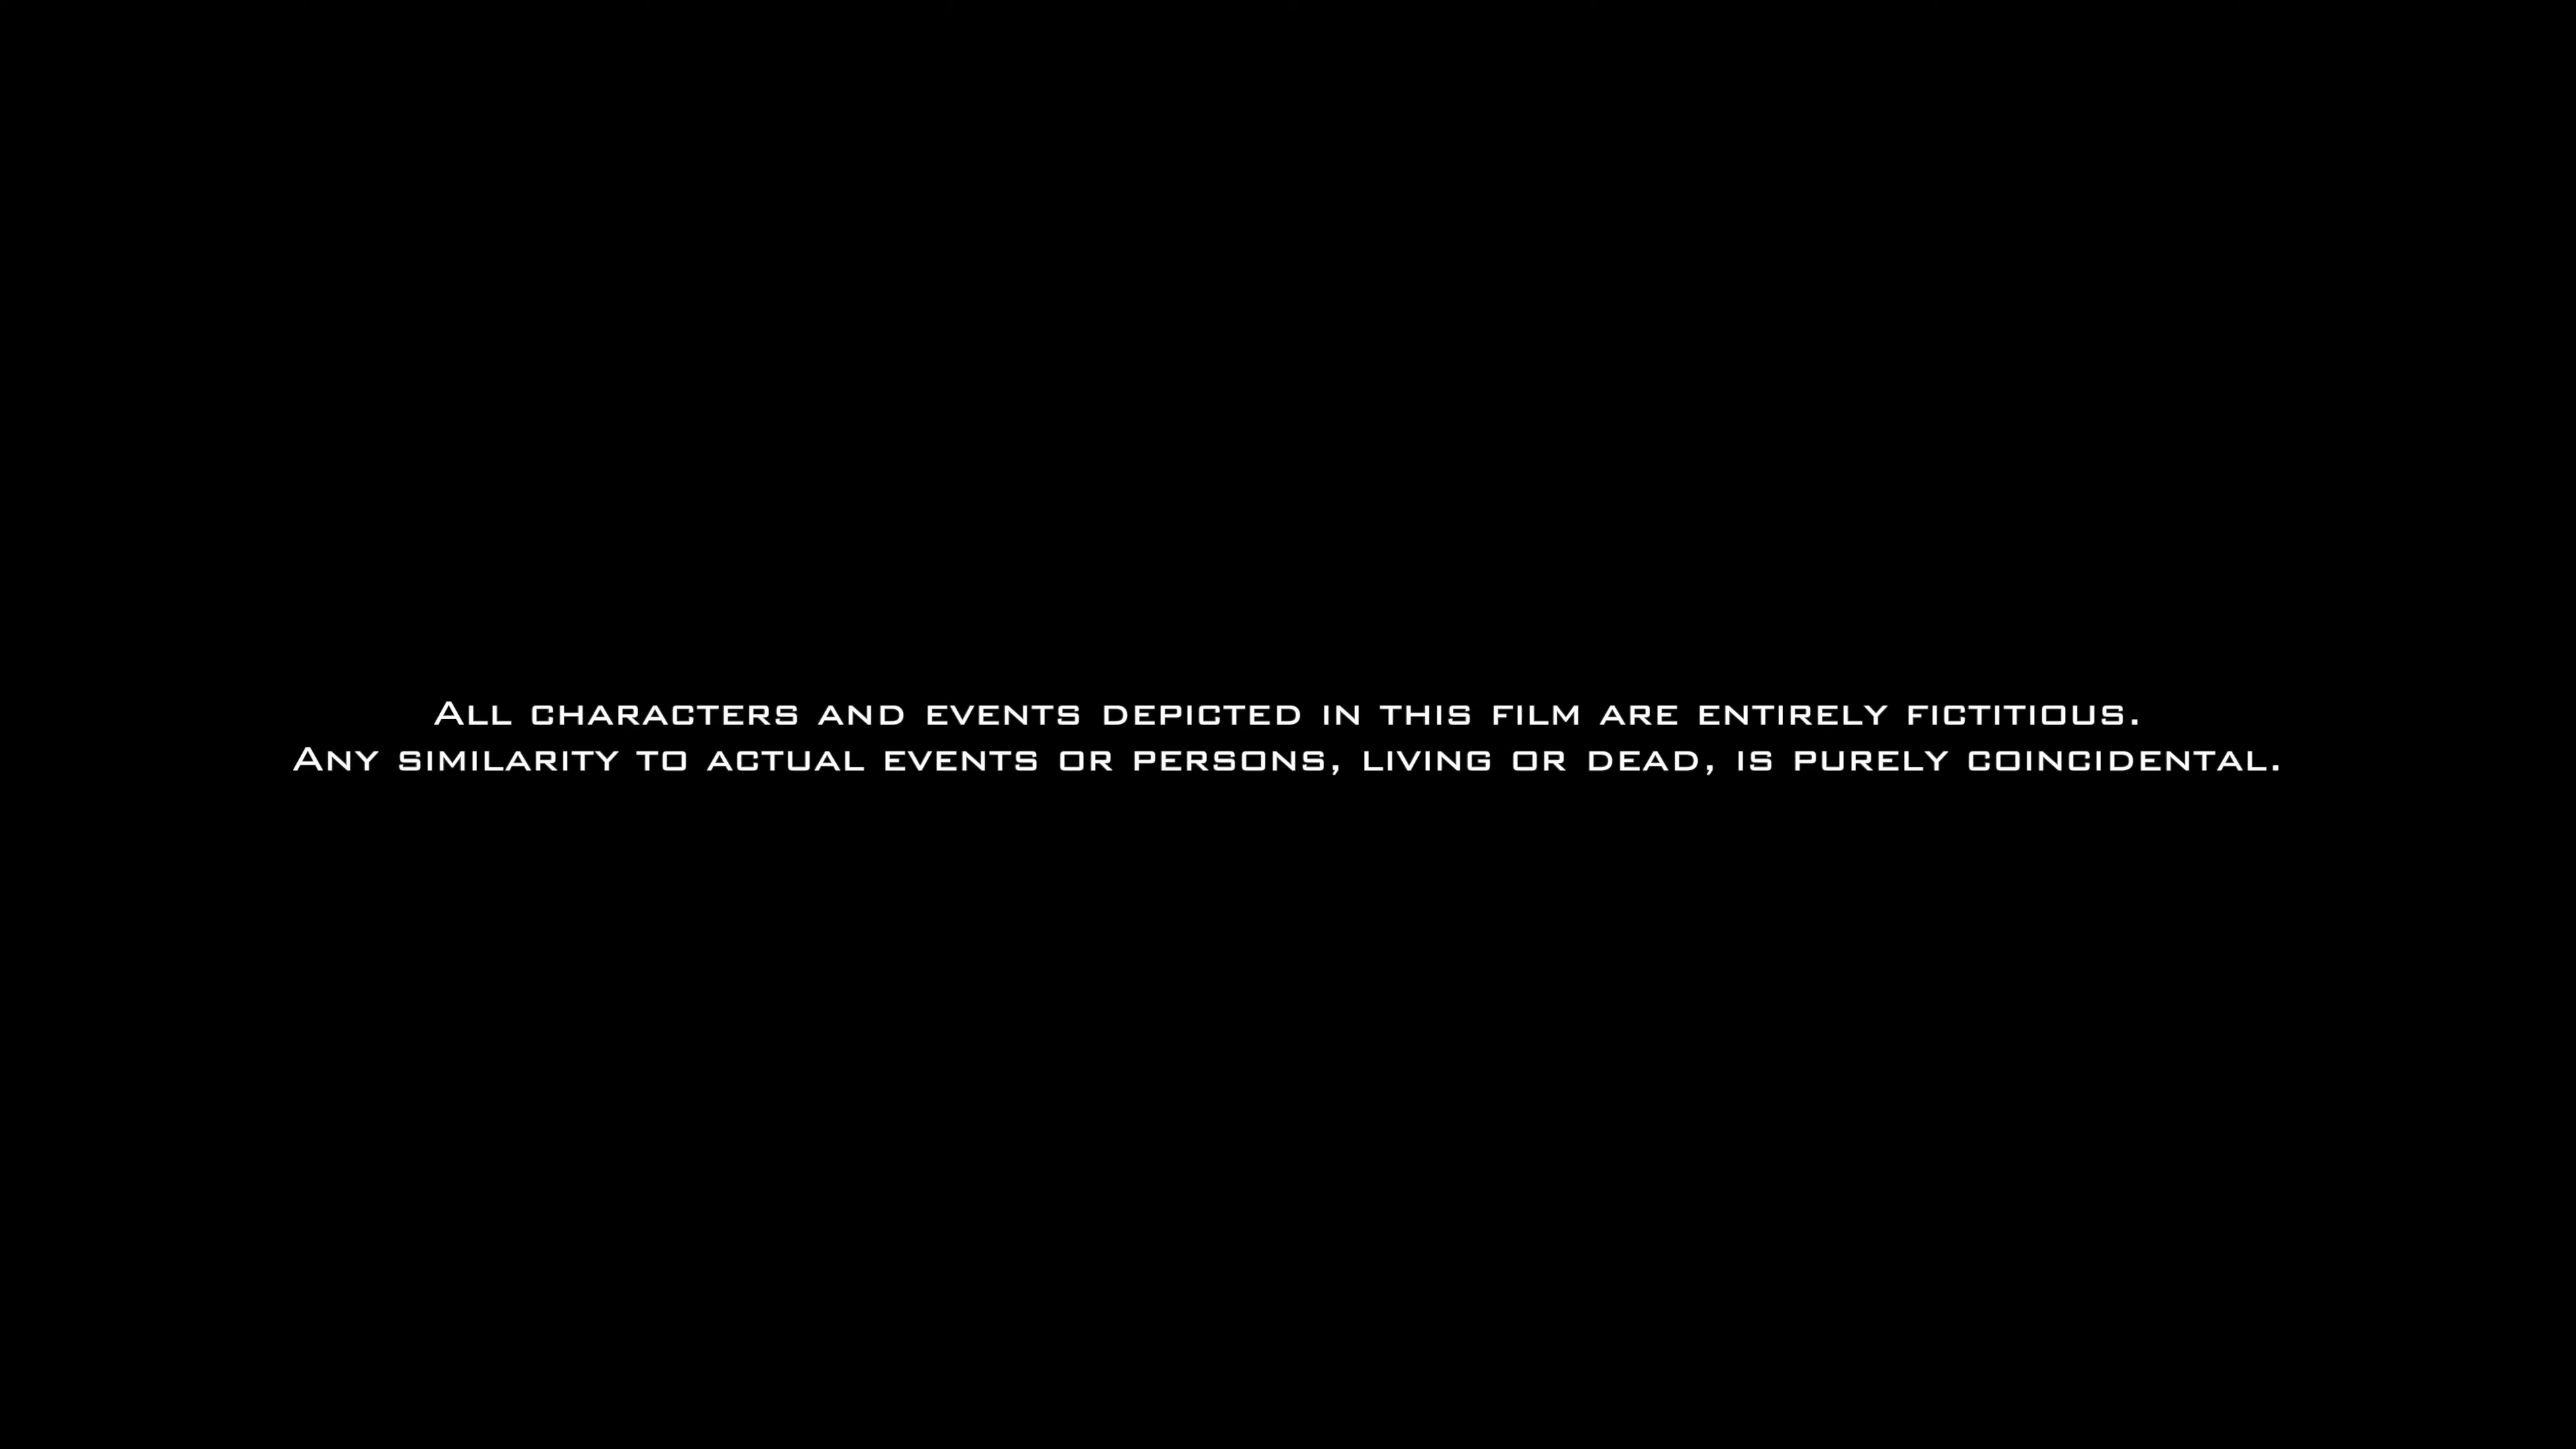 All characters and events depicted in this film are entirely fictitious.
Any similarity to actual events or persons, living or dead, is purely coincidental.